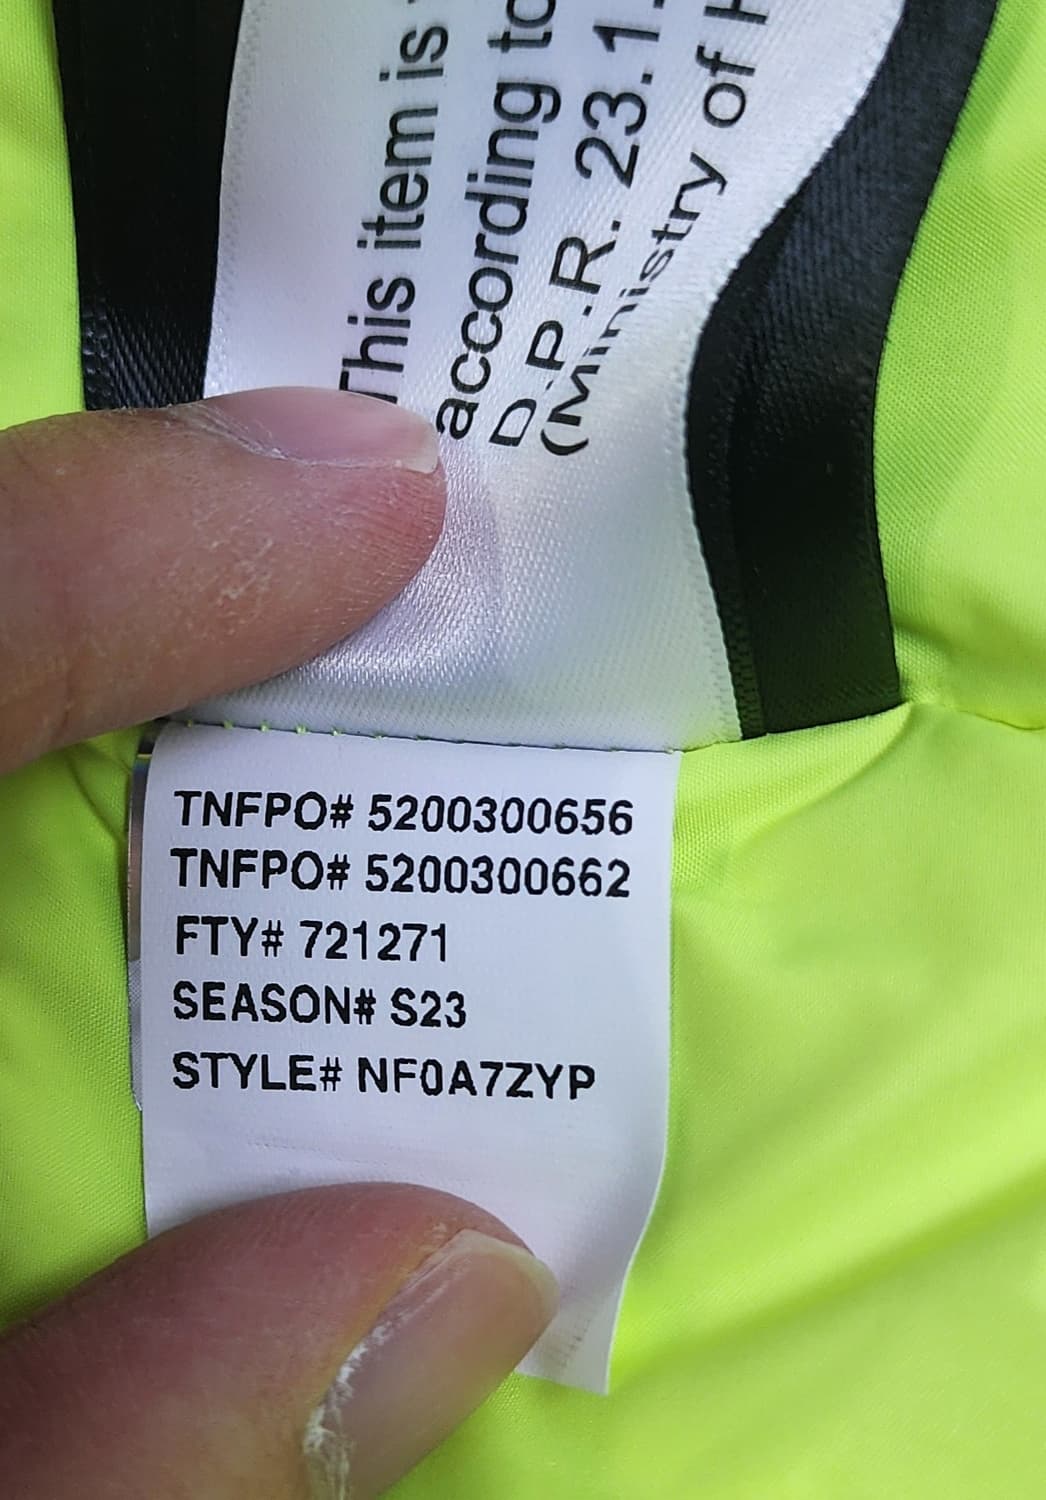 This item is
according to
D.P.R. 23.1.
(Ministry of H
TNFPO# 5200300656
TNFPO# 5200300662
FTY# 721271
SEASON# S23
STYLE# NF0A7ZYP